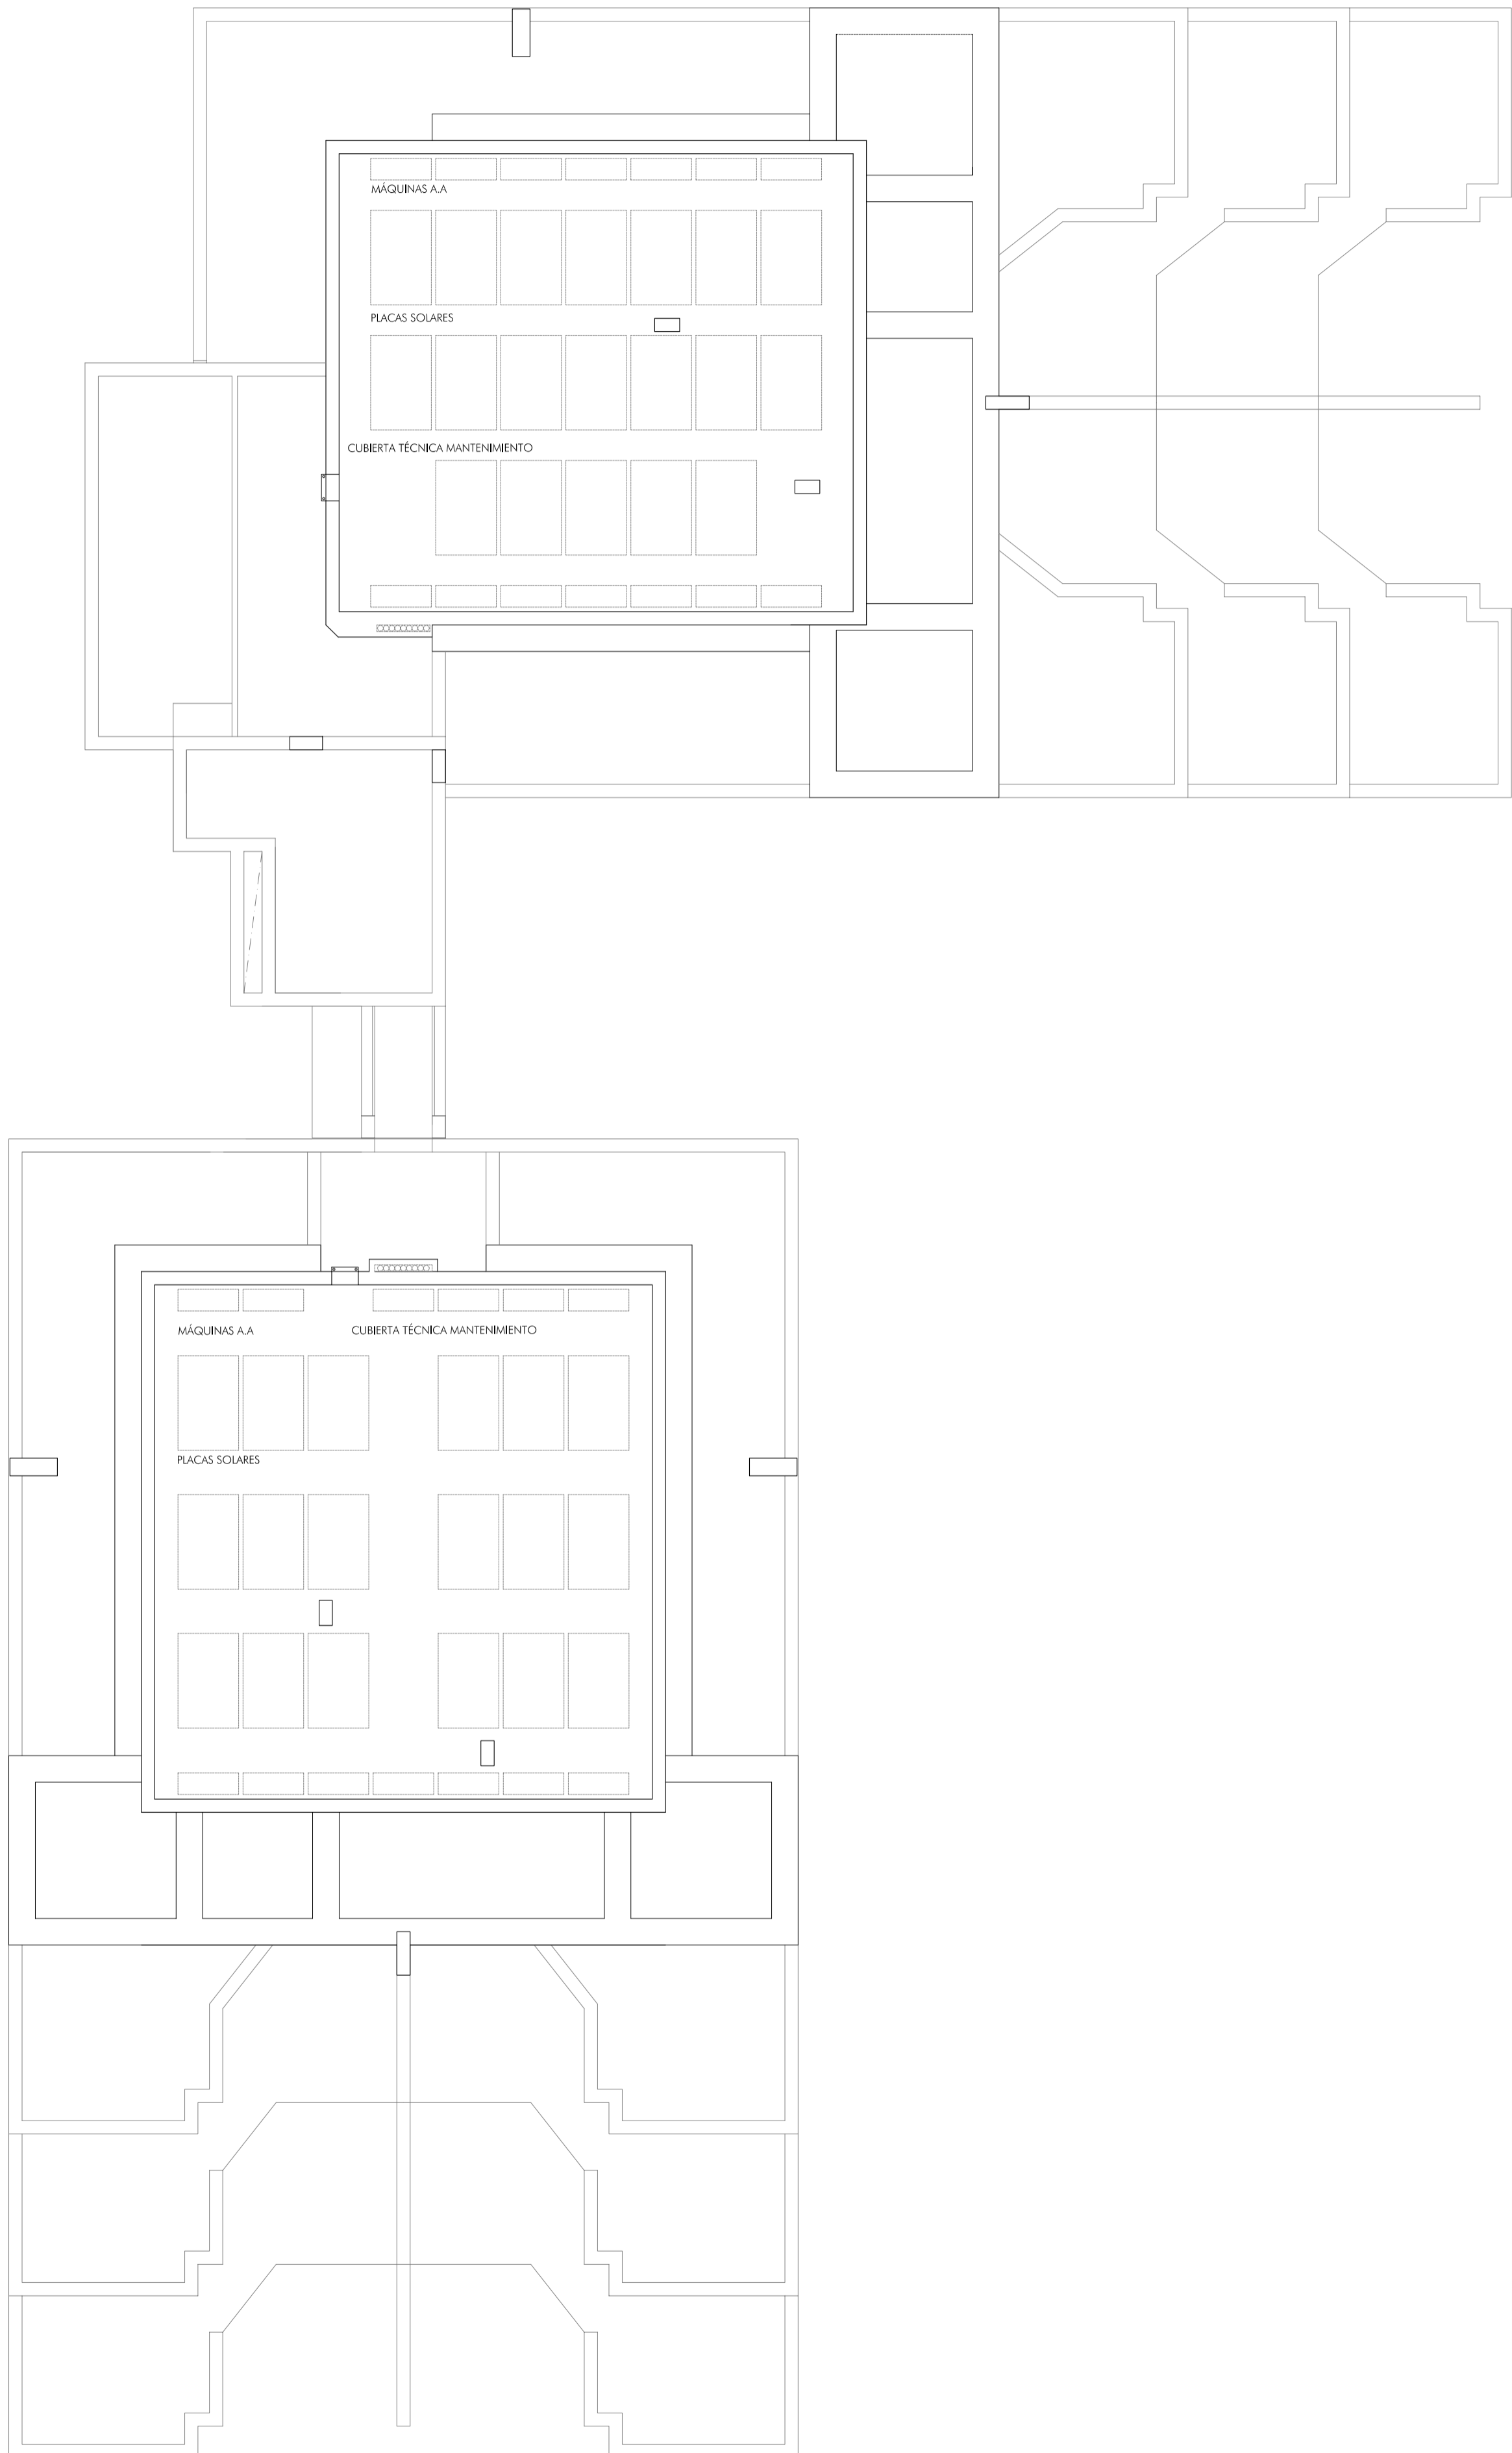 MÁQUINAS A.A
PLACAS SOLARES
CUBIERTA TÉCNICA MANTENIMIENTO
MÁQUINAS A.A
CUBIERTA TÉCNICA MANTENIMIENTO
PLACAS SOLARES